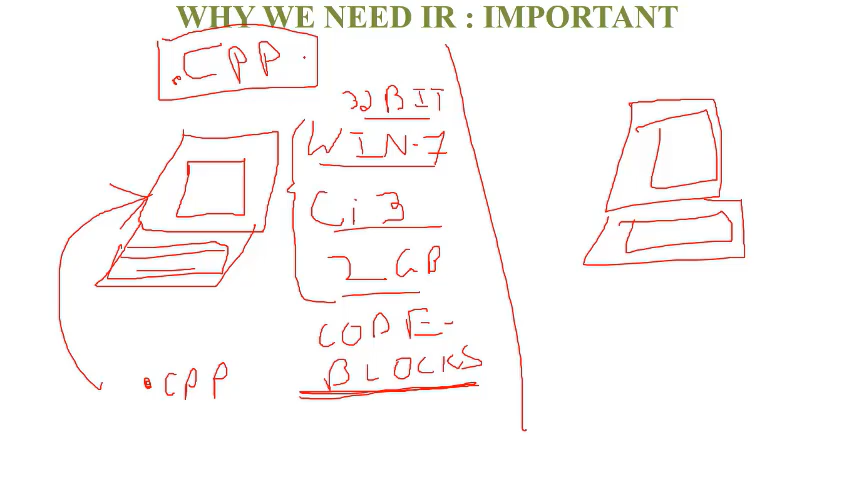 WHY WE NEED IR : IMPORTANT
.CPP
32 BIT
WIN-7
Ci3
2 GB
CODE-
BLOCKS
.CPP